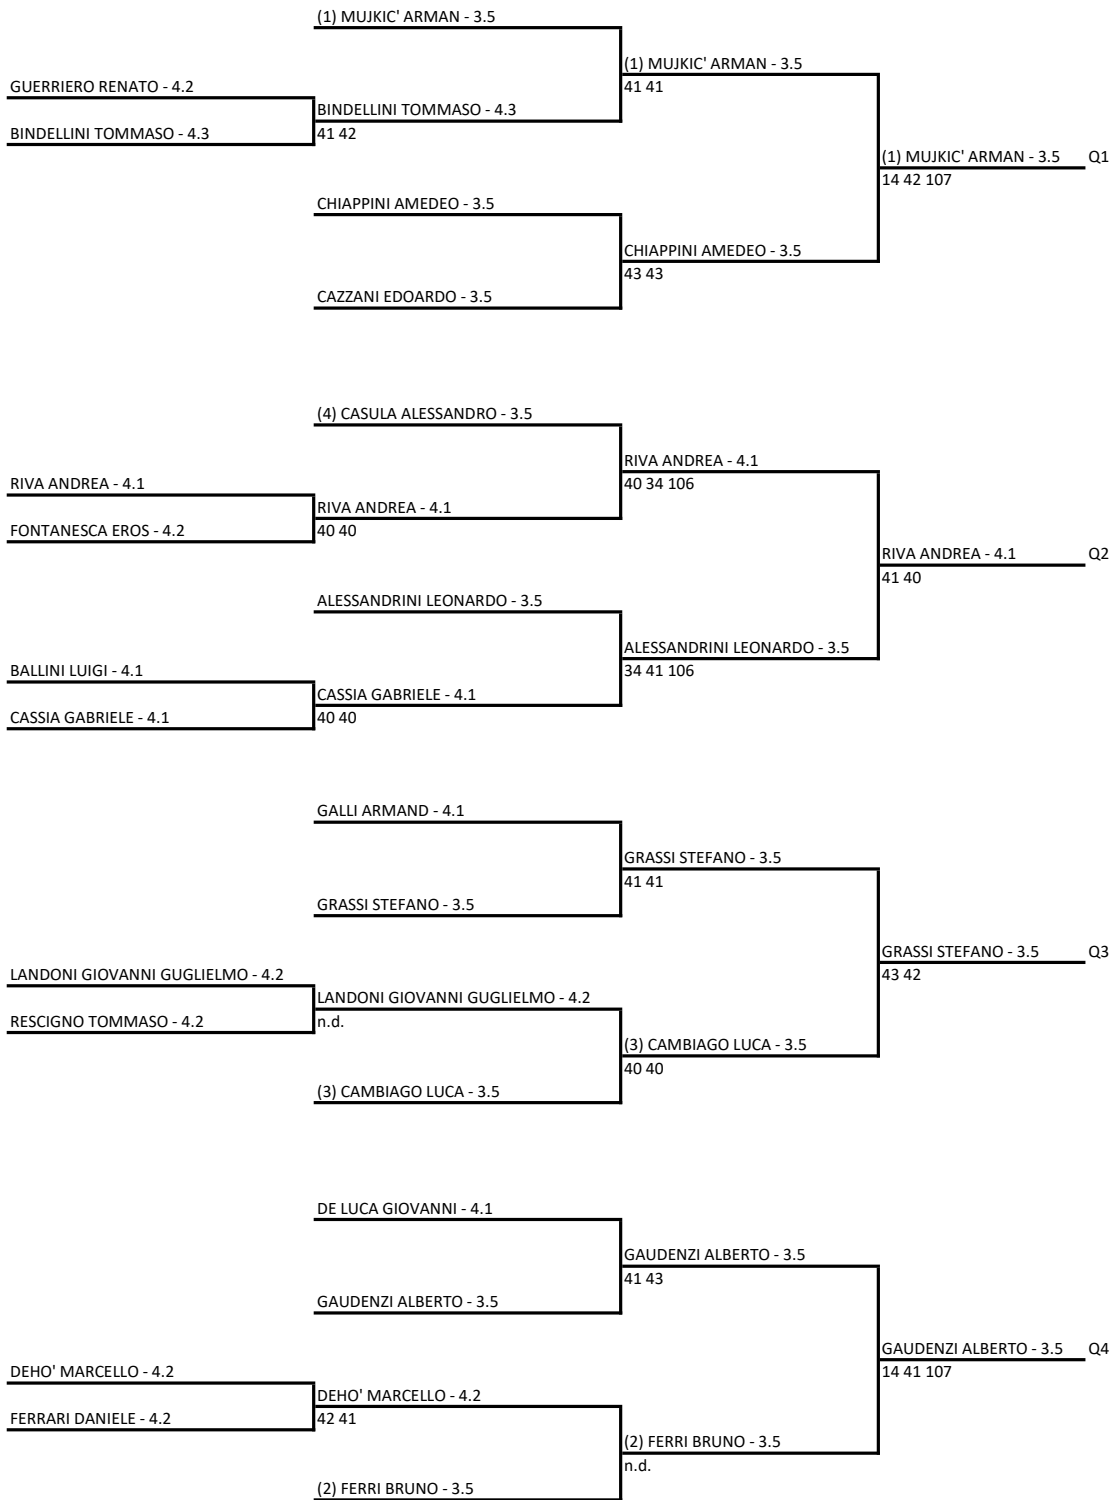 (1) MUJKIC' ARMAN - 3.5
(1) MUJKIC' ARMAN - 3.5
GUERRIERO RENATO - 4.2
41 41
BINDELLINI TOMMASO - 4.3
BINDELLINI TOMMASO - 4.3
41 42
(1) MUJKIC' ARMAN - 3.5 Q1
14 42 107
CHIAPPINI AMEDEO - 3.5
CHIAPPINI AMEDEO - 3.5
43 43
CAZZANI EDOARDO - 3.5
(4) CASULA ALESSANDRO - 3.5
RIVA ANDREA - 4.1
RIVA ANDREA - 4.1
40 34 106
RIVA ANDREA - 4.1
FONTANESCA EROS - 4.2
40 40
RIVA ANDREA - 4.1 Q2
41 40
ALESSANDRINI LEONARDO - 3.5
ALESSANDRINI LEONARDO - 3.5
BALLINI LUIGI - 4.1
34 41 106
CASSIA GABRIELE - 4.1
CASSIA GABRIELE - 4.1
40 40
GALLI ARMAND - 4.1
GRASSI STEFANO - 3.5
41 41
GRASSI STEFANO - 3.5
GRASSI STEFANO - 3.5 Q3
LANDONI GIOVANNI GUGLIELMO - 4.2
43 42
LANDONI GIOVANNI GUGLIELMO - 4.2
RESCIGNO TOMMASO - 4.2
n.d.
(3) CAMBIAGO LUCA - 3.5
40 40
(3) CAMBIAGO LUCA - 3.5
DE LUCA GIOVANNI - 4.1
GAUDENZI ALBERTO - 3.5
41 43
GAUDENZI ALBERTO - 3.5
GAUDENZI ALBERTO - 3.5 Q4
DEHO' MARCELLO - 4.2
14 41 107
DEHO' MARCELLO - 4.2
FERRARI DANIELE - 4.2
42 41
(2) FERRI BRUNO - 3.5
n.d.
(2) FERRI BRUNO - 3.5